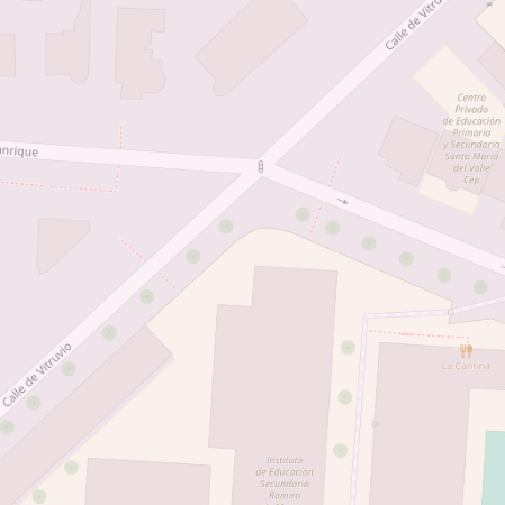 Calle de Vitru
Centro
Privado
de Educación
Primaria
y Secundaria
Santa María
del Valle
Cep
anrique
Calle de Vitruvio
La Cantina
Instituto
de Educación
Secundaria
Ramiro